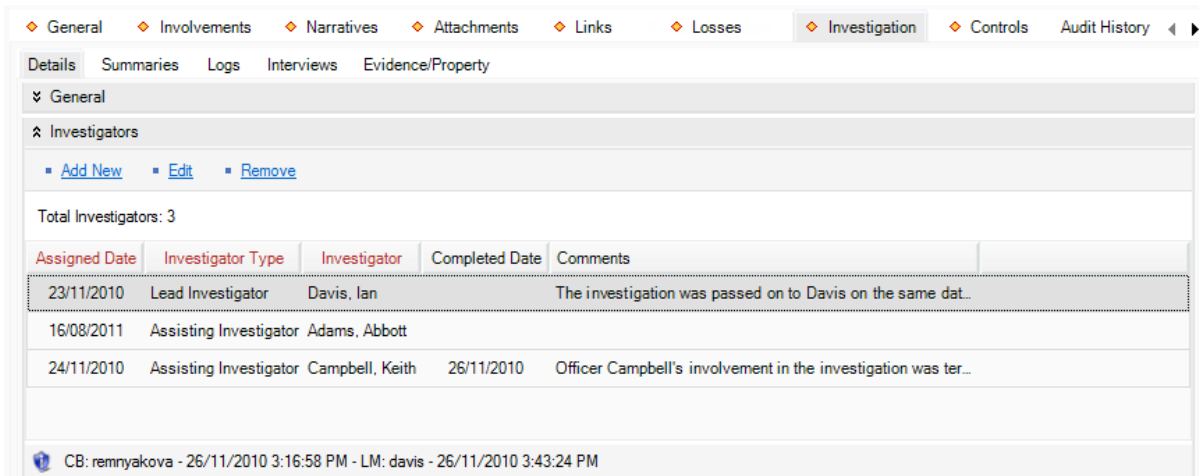 General Involvements Narratives Attachments Links Losses Investigation Controls Audit History
Details Summaries Logs Interviews Evidence/Property
General
Investigators
Add New Edit Remove
Total Investigators: 3
Assigned Date Investigator Type Investigator Completed Date Comments
23/11/2010 Lead Investigator Davis, Ian The investigation was passed on to Davis on the same dat...
16/08/2011 Assisting Investigator Adams, Abbott
24/11/2010 Assisting Investigator Campbell, Keith 26/11/2010 Officer Campbell's involvement in the investigation was ter...
CB: remnyakova - 26/11/2010 3:16:58 PM - LM: davis - 26/11/2010 3:43:24 PM